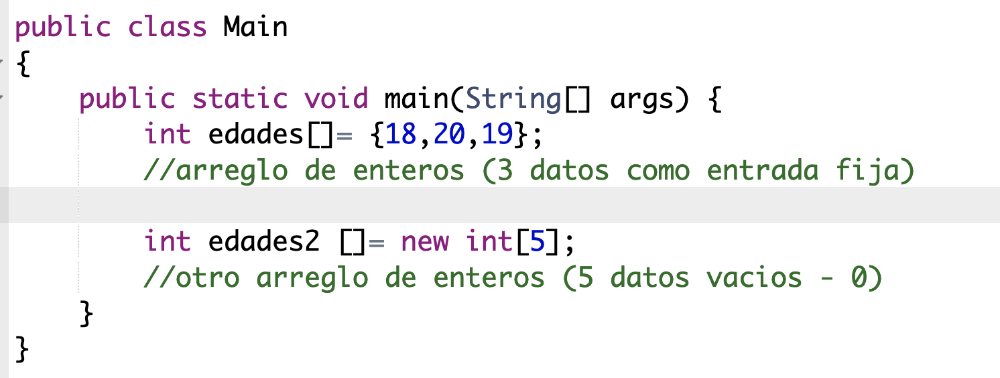 public class Main
{
public static void main(String[] args) {
int edades[]= {18,20,19};
//arreglo de enteros (3 datos como entrada fija)
int edades2 []= new int[5];
//otro arreglo de enteros (5 datos vacios - 0)
}
}